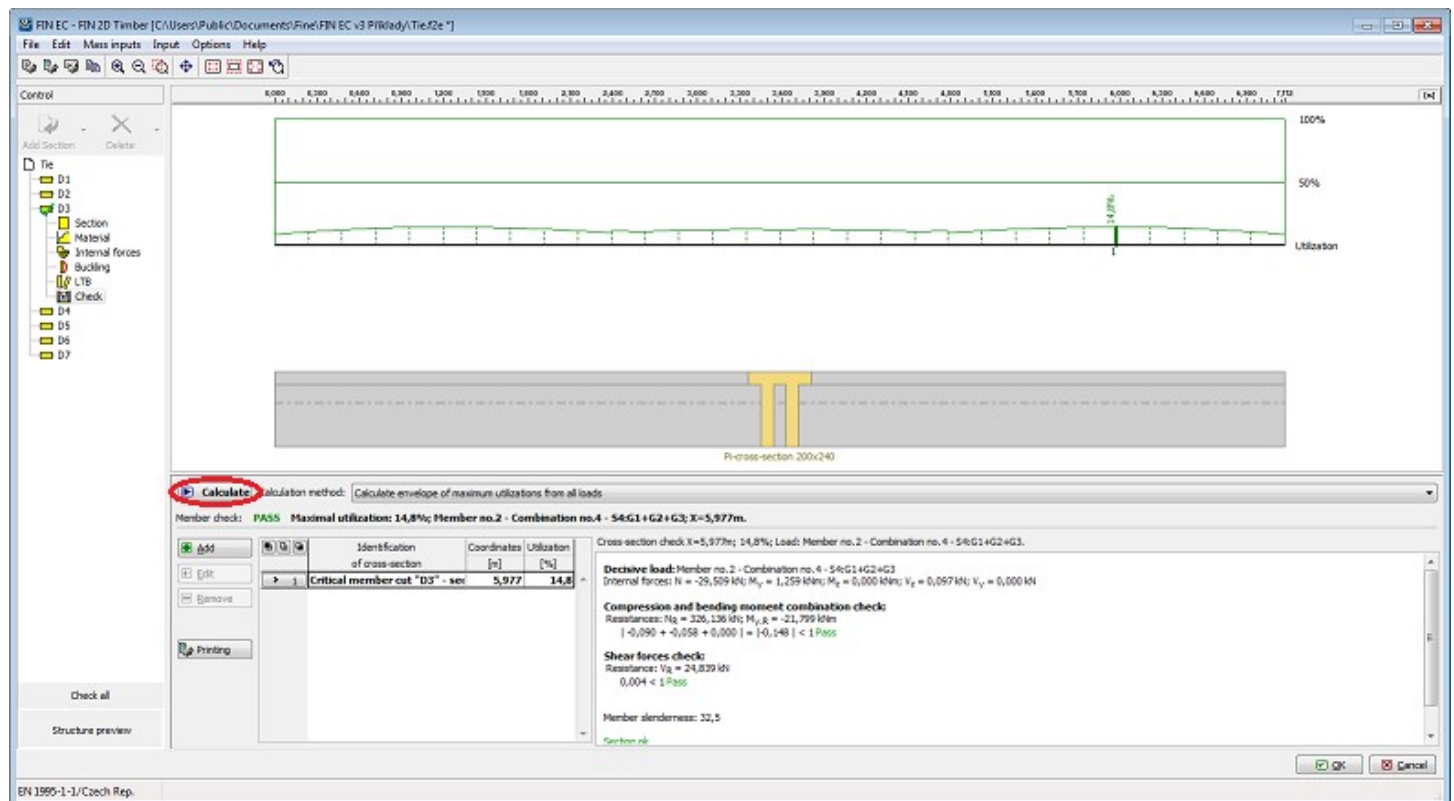 FIN EC - FIN 2D Timber [C:\Users\Public\Documents\Fine\FIN EC v3 Příklady\Tie.f2e *]
File Edit Mass inputs Input Options Help
Control
Add Section Delete
Tie
D1
D2
D3
Section
Material
Internal forces
Buckling
LTB
Check
D4
D5
D6
D7
Check all
Structure preview
[m]
100%
50%
14,8%
Utilization
1
Pi-cross-section 200x240
Calculate Calculation method: Calculate envelope of maximum utilizations from all loads
Member check: PASS Maximal utilization: 14,8%; Member no.2 - Combination no.4 - S4:G1+G2+G3; X=5,977m.
Add
Edit
Remove
Printing
Identification of cross-section
Coordinates [m]
Utilization [%]
1 Critical member cut "D3" - sec 5,977 14,8
Cross-section check X=5,977m; 14,8%; Load: Member no.2 - Combination no.4 - S4:G1+G2+G3.
Decisive load: Member no.2 - Combination no.4 - S4:G1+G2+G3
Internal forces: N = -29,509 kN; My = 1,259 kNm; Mz = 0,000 kNm; Vz = 0,097 kN; Vy = 0,000 kN
Compression and bending moment combination check:
Resistances: NR = 326,136 kN; My,R = -21,799 kNm
| -0,090 + -0,058 + 0,000 | = |-0,148 | < 1 Pass
Shear forces check:
Resistance: VR = 24,839 kN
0,004 < 1 Pass
Member slenderness: 32,5
Section ok
OK Cancel
EN 1995-1-1/Czech Rep.